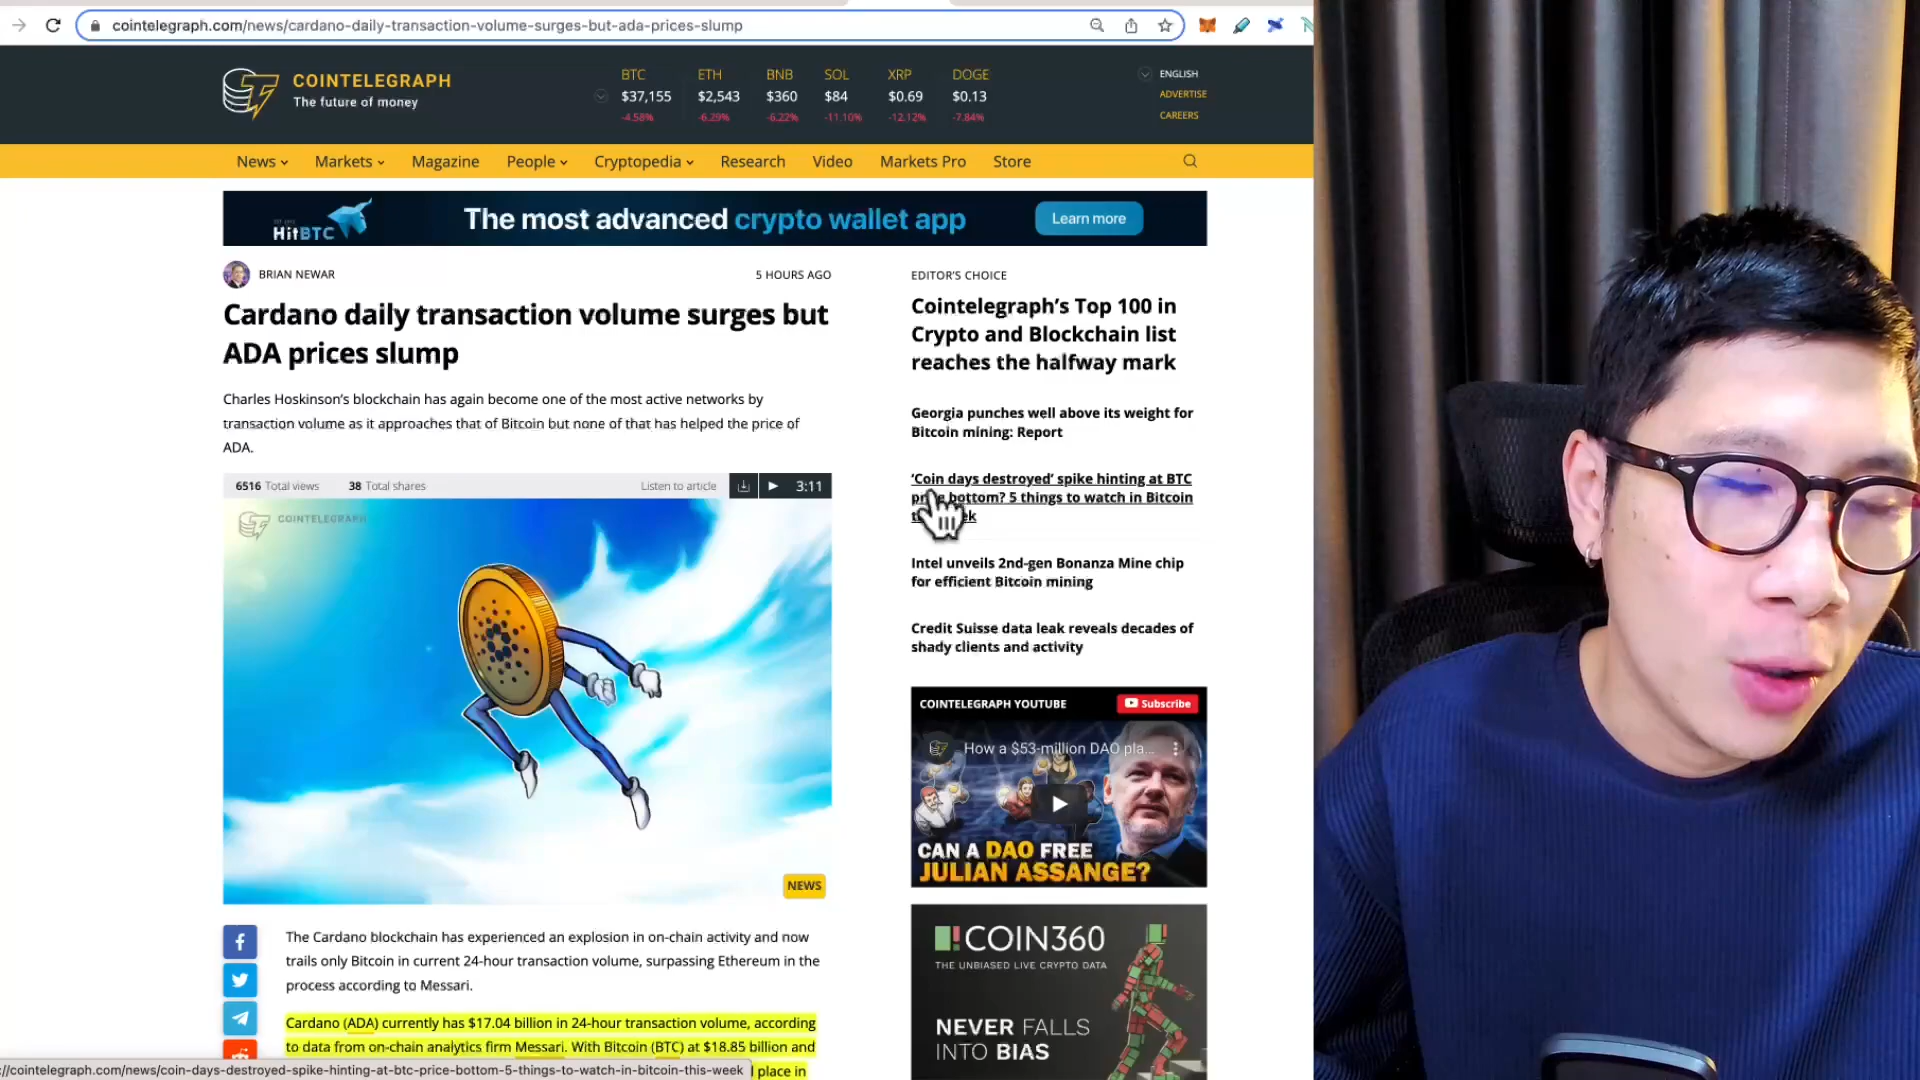 cointelegraph.com/news/cardano-daily-transaction-volume-surges-but-ada-prices-slump
COINTELEGRAPH
The future of money
BTC ETH BNB SOL XRP DOGE
$37,155 $2,543 $360 $84 $0.69 $0.13
-4.58% -6.29% -6.22% -11.10% -12.12% -7.84%
ENGLISH
ADVERTISE
CAREERS
News Markets Magazine People Cryptopedia Research Video Markets Pro Store
HitBTC
The most advanced crypto wallet app
Learn more
BRIAN NEWAR
5 HOURS AGO
Cardano daily transaction volume surges but
ADA prices slump
Charles Hoskinson's blockchain has again become one of the most active networks by
transaction volume as it approaches that of Bitcoin but none of that has helped the price of
ADA.
6516 Total views 38 Total shares Listen to article 3:11
COINTELEGRAPH
NEWS
The Cardano blockchain has experienced an explosion in on-chain activity and now
trails only Bitcoin in current 24-hour transaction volume, surpassing Ethereum in the
process according to Messari.
Cardano (ADA) currently has $17.04 billion in 24-hour transaction volume, according
to data from on-chain analytics firm Messari. With Bitcoin (BTC) at $18.85 billion and
place in
EDITOR'S CHOICE
Cointelegraph's Top 100 in
Crypto and Blockchain list
reaches the halfway mark
Georgia punches well above its weight for
Bitcoin mining: Report
'Coin days destroyed' spike hinting at BTC
bottom? 5 things to watch in Bitcoin
Intel unveils 2nd-gen Bonanza Mine chip
for efficient Bitcoin mining
Credit Suisse data leak reveals decades of
shady clients and activity
COINTELEGRAPH YOUTUBE
Subscribe
How a $53-million DAO pla...
CAN A DAO FREE
JULIAN ASSANGE?
COIN360
THE UNBIASED LIVE CRYPTO DATA
NEVER FALLS
INTO BIAS
//cointelegraph.com/news/coin-days-destroyed-spike-hinting-at-btc-price-bottom-5-things-to-watch-in-bitcoin-this-week